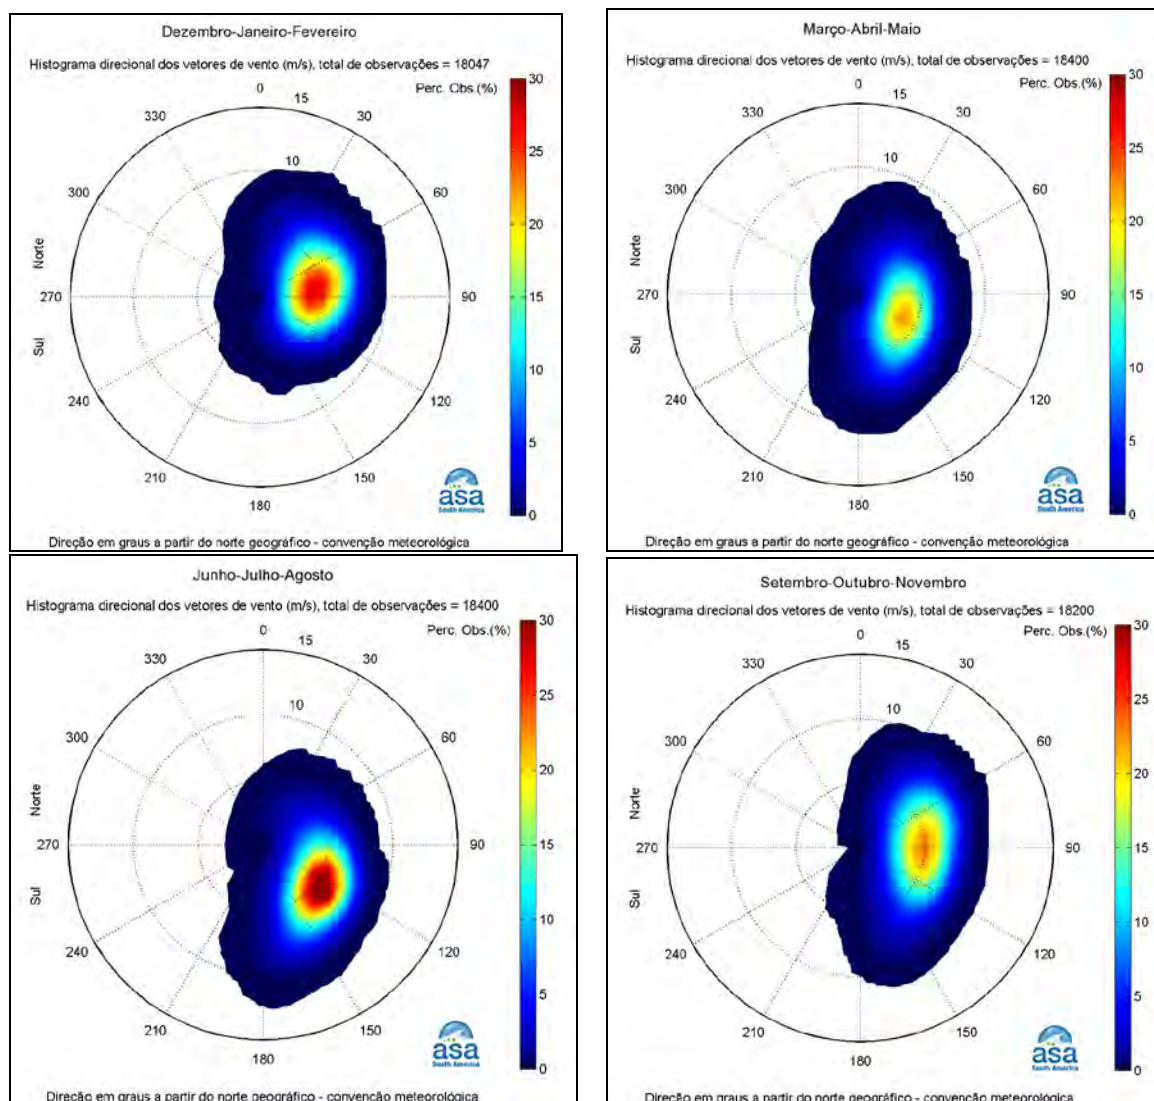 Dezembro-Janeiro-Fevereiro
Histograma direcional dos vetores de vento (m/s), total de observações = 18047
Perc. Obs.(%)
0
15
330
30
10
300
60
Norte
270
90
Sul
240
120
210
150
180
30
25
20
15
10
5
0
asa
South America
Direção em graus a partir do norte geográfico - convenção meteorológica
Março-Abril-Maio
Histograma direcional dos vetores de vento (m/s), total de observações = 18400
Perc. Obs.(%)
0
15
330
30
10
300
60
Norte
270
90
Sul
240
120
210
150
180
30
25
20
15
10
5
0
asa
South America
Direção em graus a partir do norte geográfico - convenção meteorológica
Junho-Julho-Agosto
Histograma direcional dos vetores de vento (m/s), total de observações = 18400
Perc. Obs.(%)
0
15
330
30
10
300
60
Norte
270
90
Sul
240
120
210
150
180
30
25
20
15
10
5
0
asa
South America
Direção em graus a partir do norte geográfico - convenção meteorológica
Setembro-Outubro-Novembro
Histograma direcional dos vetores de vento (m/s), total de observações = 18200
Perc. Obs.(%)
0
15
330
30
10
300
60
Norte
270
90
Sul
240
120
210
150
180
30
25
20
15
10
5
0
asa
South America
Direção em graus a partir do norte geográfico - convenção meteorológica